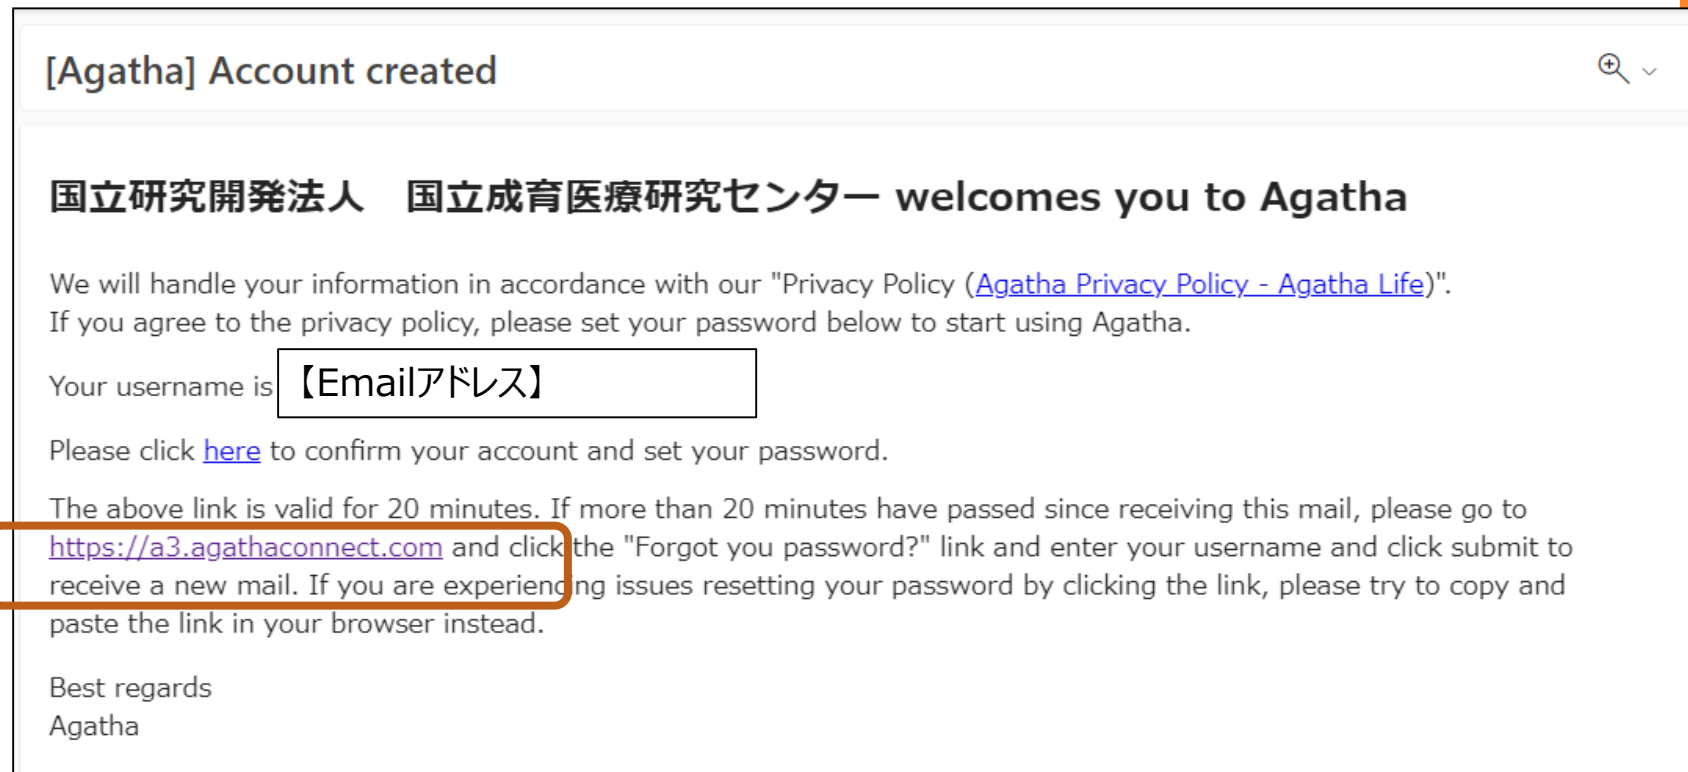 [Agatha] Account created
国立研究開発法人　国立成育医療研究センター welcomes you to Agatha
We will handle your information in accordance with our "Privacy Policy (Agatha Privacy Policy - Agatha Life)".
If you agree to the privacy policy, please set your password below to start using Agatha.
Your username is 【Emailアドレス】
Please click here to confirm your account and set your password.
The above link is valid for 20 minutes. If more than 20 minutes have passed since receiving this mail, please go to
https://a3.agathaconnect.com and click the "Forgot you password?" link and enter your username and click submit to
receive a new mail. If you are experiencing issues resetting your password by clicking the link, please try to copy and
paste the link in your browser instead.
Best regards
Agatha